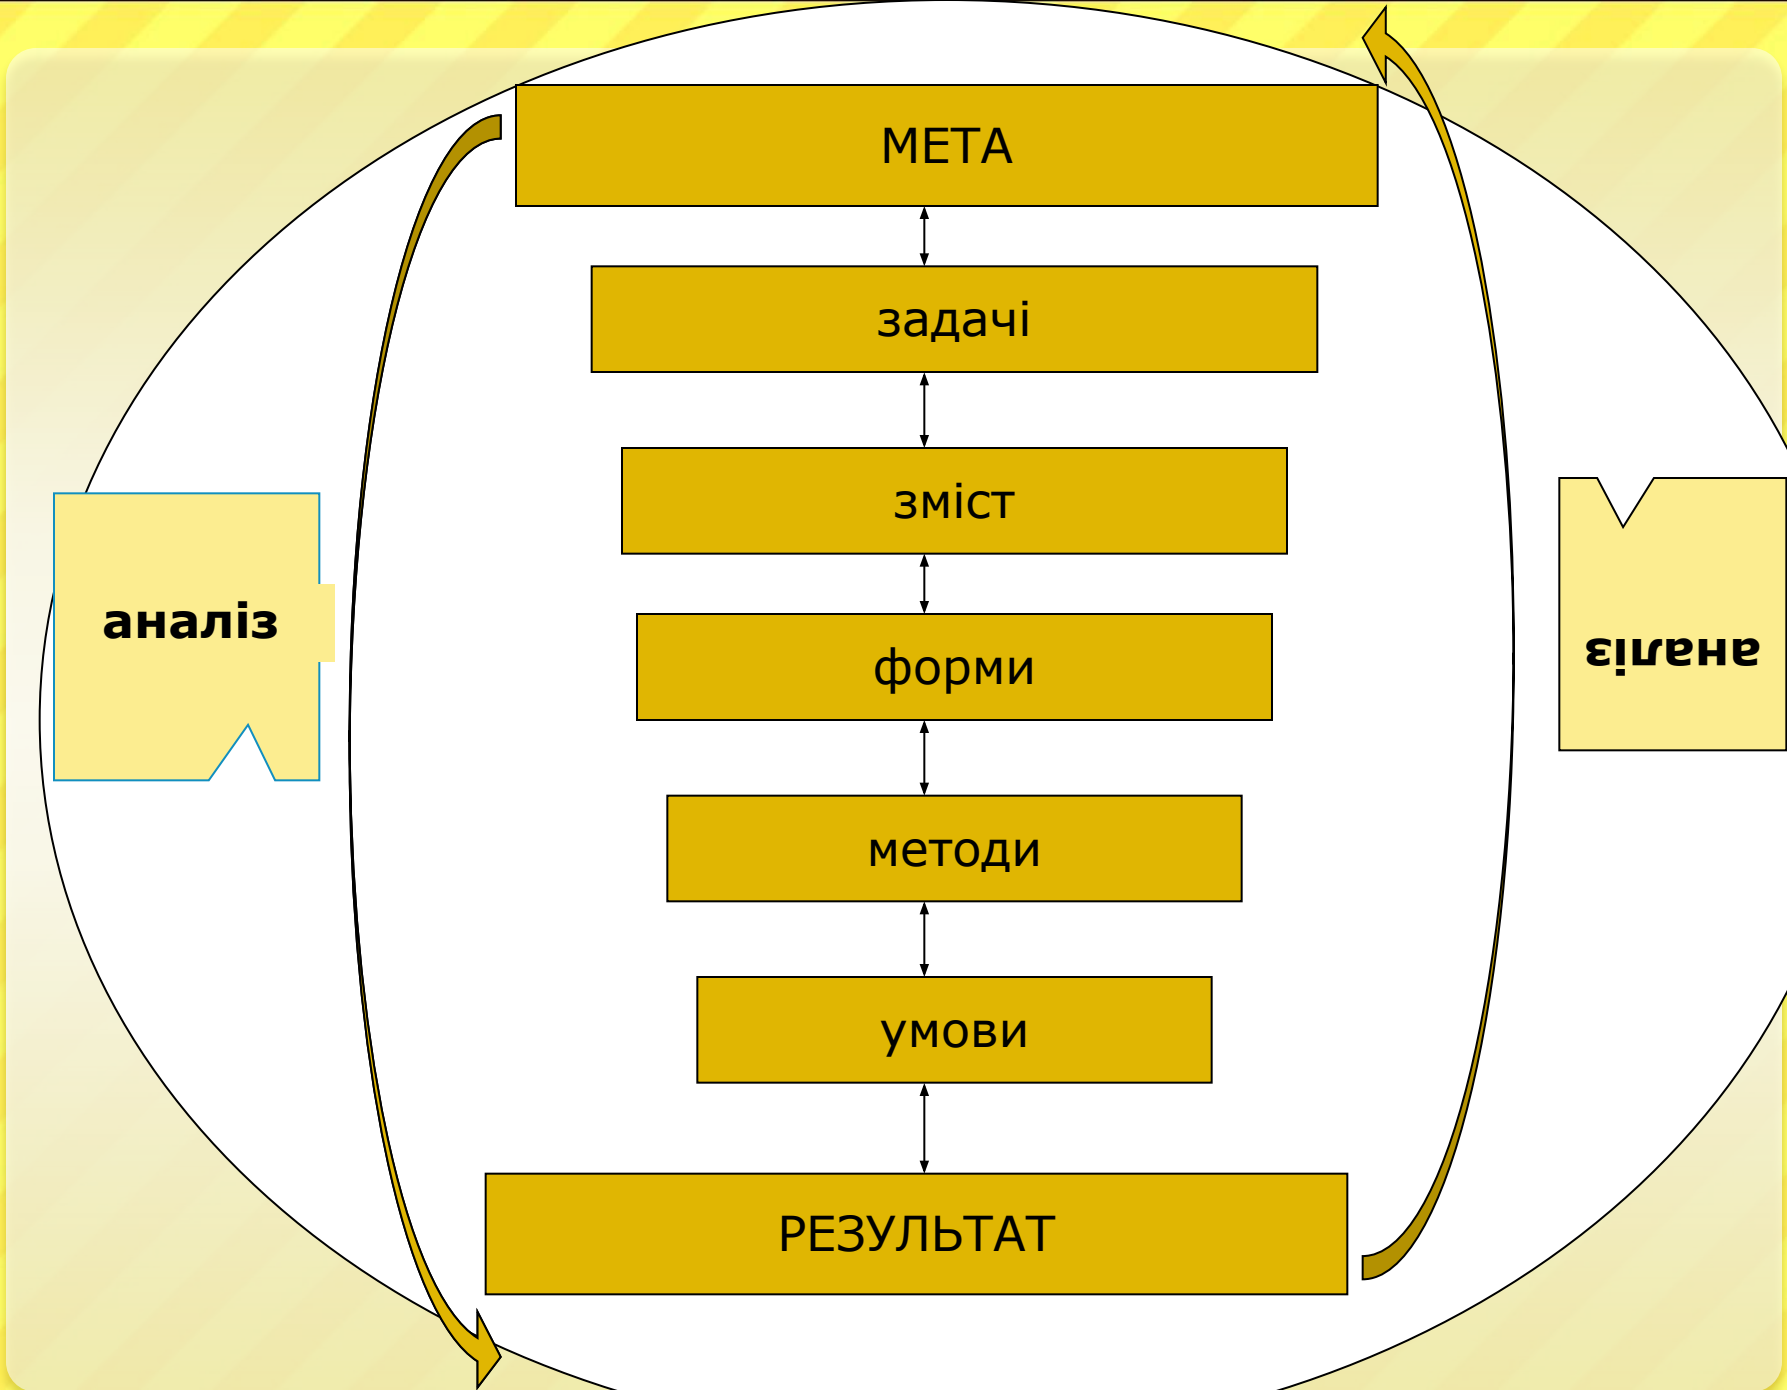 МЕТА
задачі
зміст
аналіз
форми
аналіз
методи
умови
РЕЗУЛЬТАТ